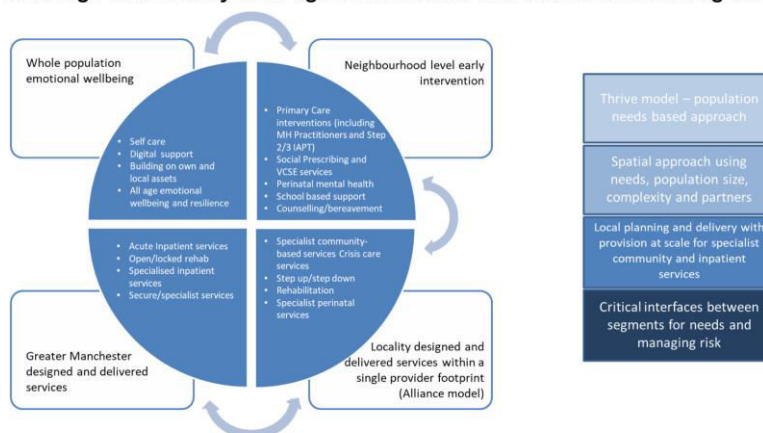 Whole population
emotional wellbeing
Neighbourhood level early
intervention
• Self care
• Digital support
• Building on own and
local assets
• All age emotional
wellbeing and resilience
• Primary Care
interventions (including
MH Practitioners and Step
2/3 IAPT)
• Social Prescribing and
VCSE services
• Perinatal mental health
• School based support
• Counselling/bereavement
• Acute Inpatient services
• Open/locked rehab
• Specialised inpatient
services
• Secure/specialist services
• Specialist community-
based services Crisis care
services
• Step up/step down
• Rehabilitation
• Specialist perinatal
services
Greater Manchester
designed and delivered
services
Locality designed and
delivered services within a
single provider footprint
(Alliance model)
Thrive model – population
needs based approach
Spatial approach using
needs, population size,
complexity and partners
Local planning and delivery with
provision at scale for specialist
community and inpatient
services
Critical interfaces between
segments for needs and
managing risk